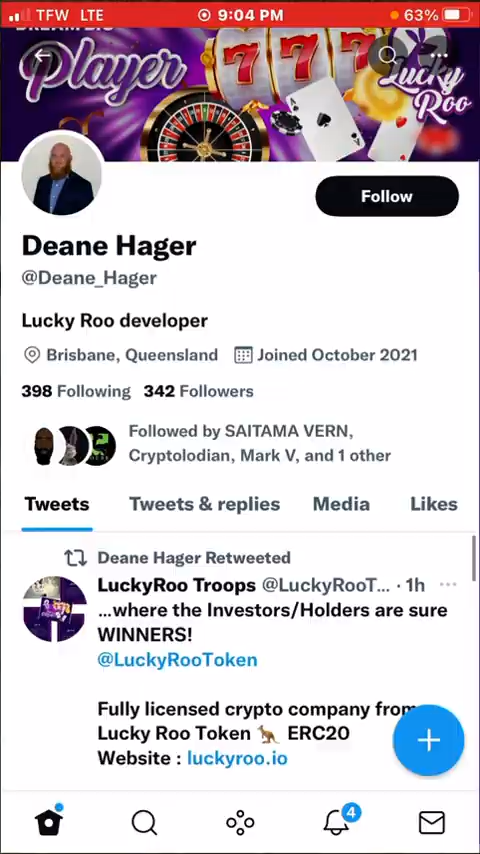 TFW LTE 9:04 PM 63%
DREAM BIG
Player
777
Lucky
Roo
Follow
Deane Hager
@Deane_Hager
Lucky Roo developer
Brisbane, Queensland Joined October 2021
398 Following 342 Followers
Followed by SAITAMA VERN,
Cryptolodian, Mark V, and 1 other
Tweets Tweets & replies Media Likes
Deane Hager Retweeted
LuckyRoo Troops @LuckyRooT... · 1h
...where the Investors/Holders are sure
WINNERS!
@LuckyRooToken
Fully licensed crypto company from
Lucky Roo Token 🦘 ERC20
Website : luckyroo.io
4